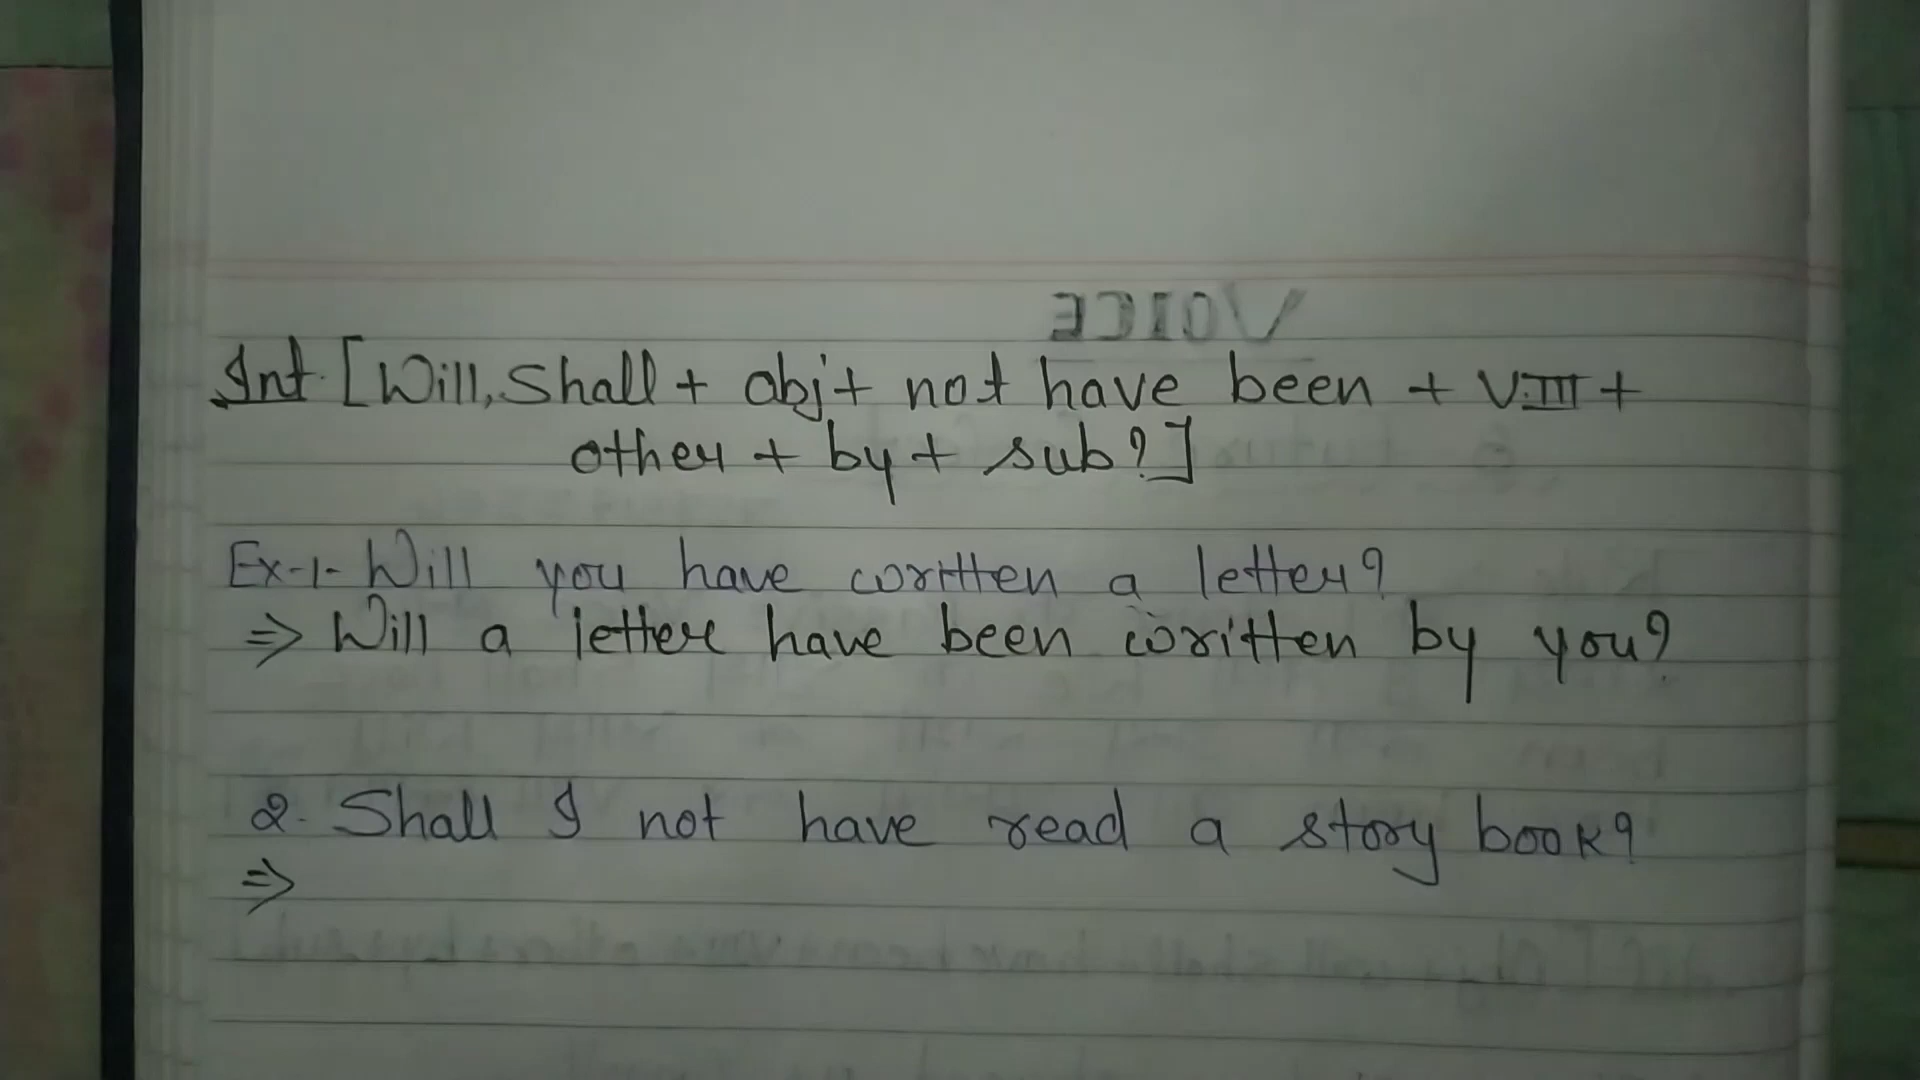 VOICE
Int. [Will, Shall + obj + not have been + V.III +
other + by + sub?]
Ex-1- Will you have written a letter?
⇒ Will a letter have been written by you?
2. Shall I not have read a story book?
⇒